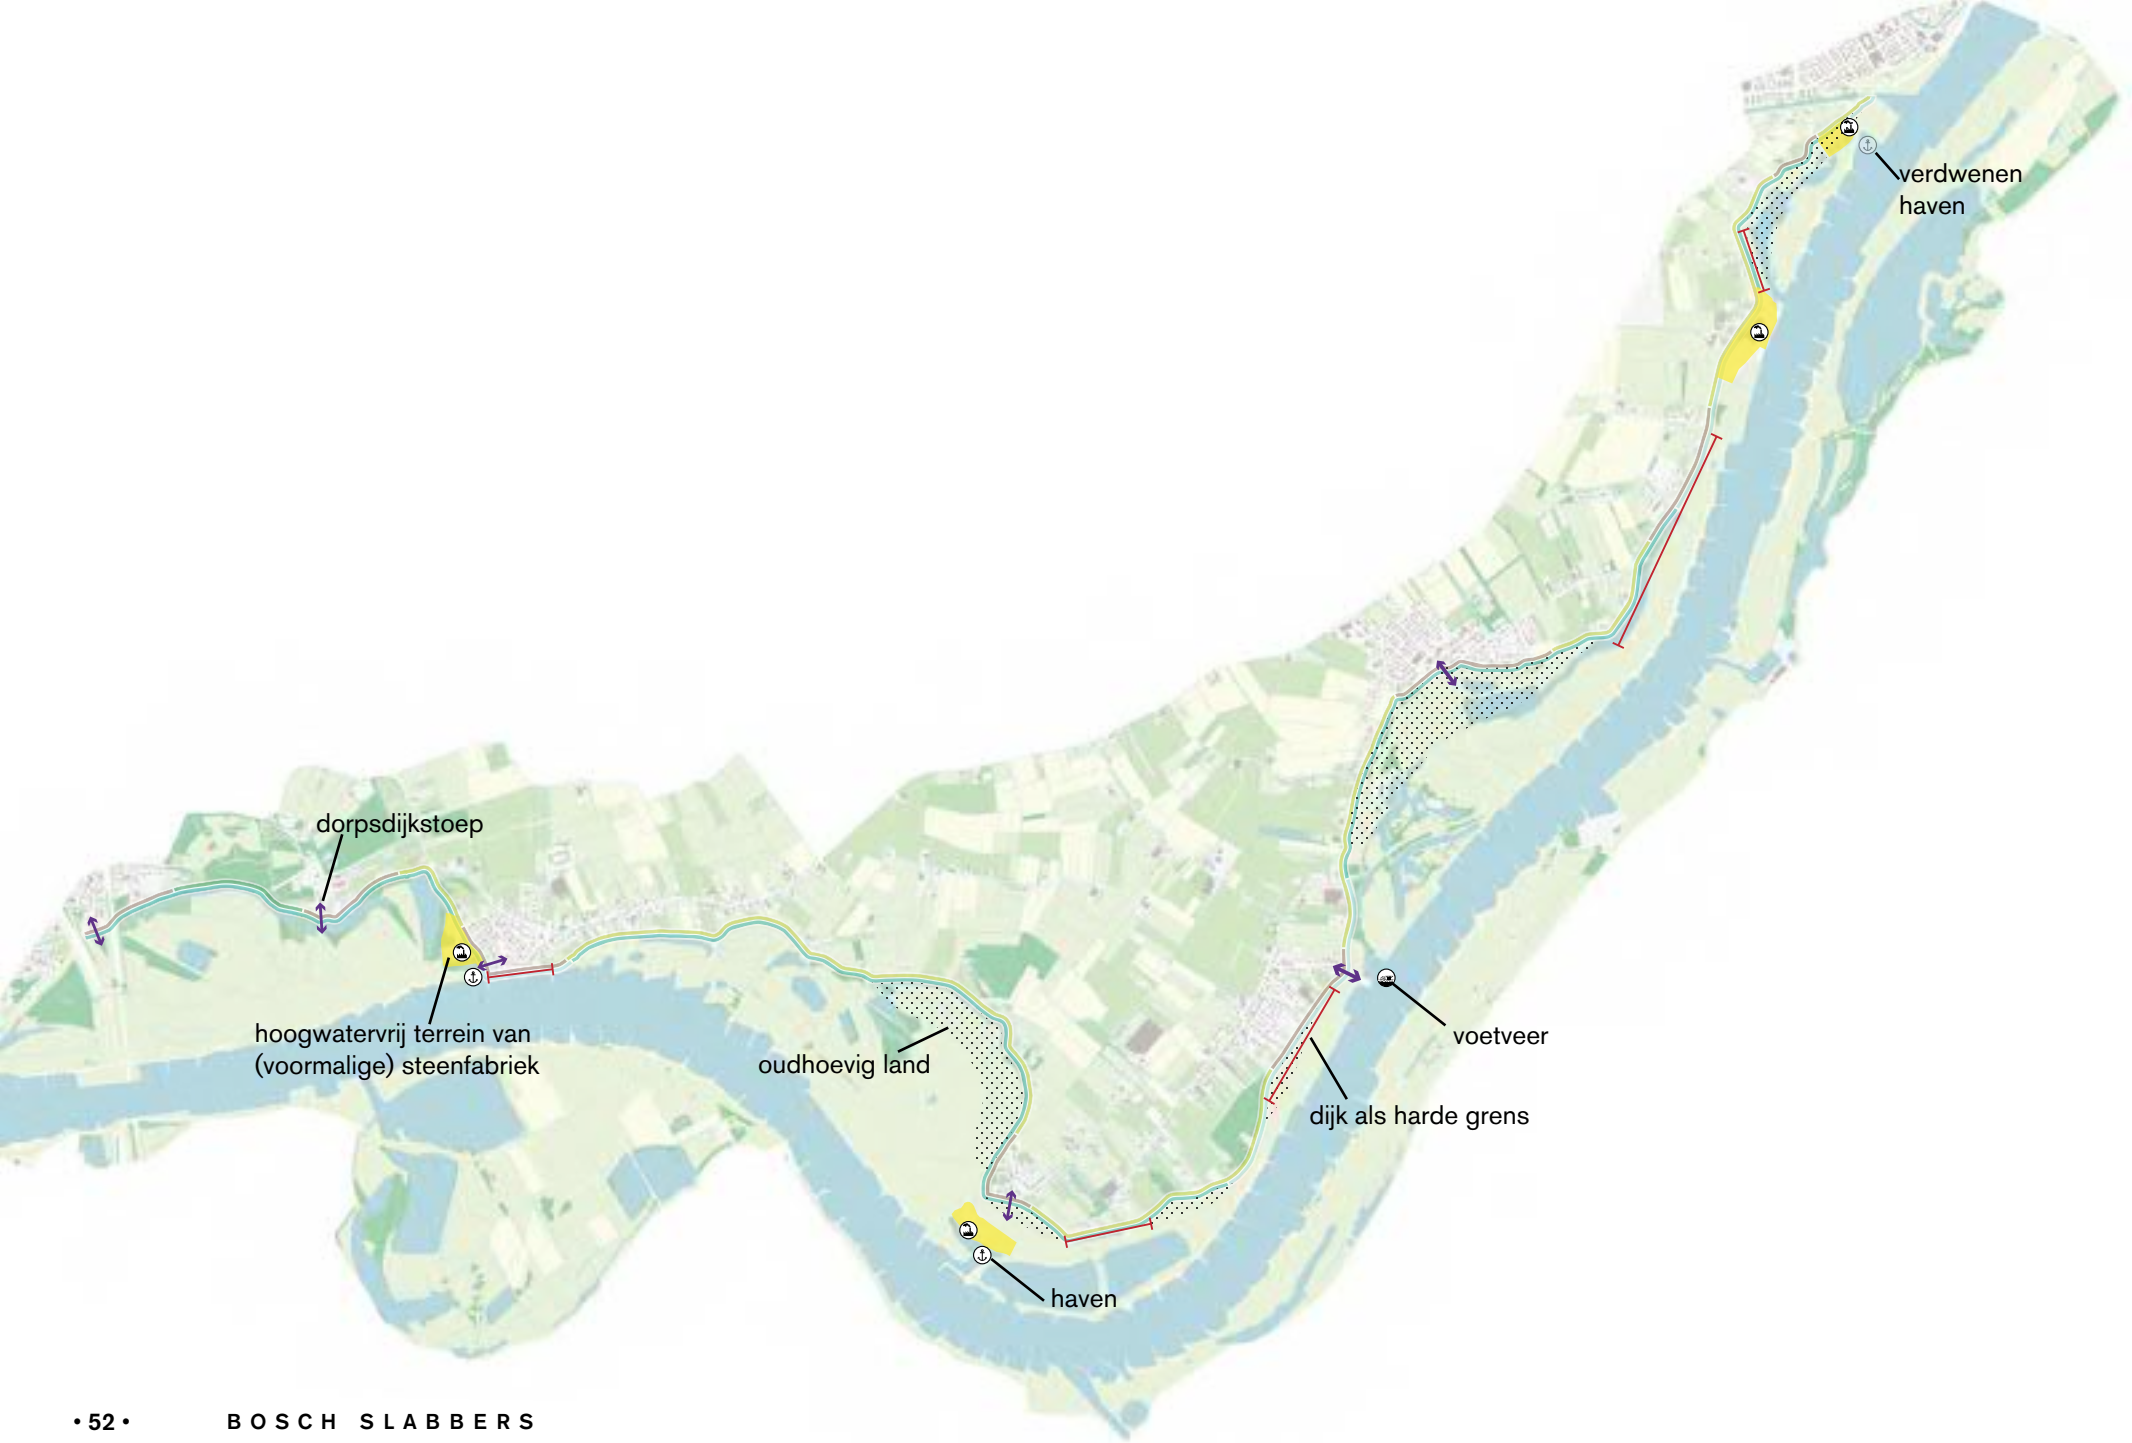 verdwenen
haven
dorpsdijkstoep
hoogwatervrij terrein van
(voormalige) steenfabriek
oudhoevig land
voetveer
dijk als harde grens
haven
• 52 •
BOSCH SLABBERS